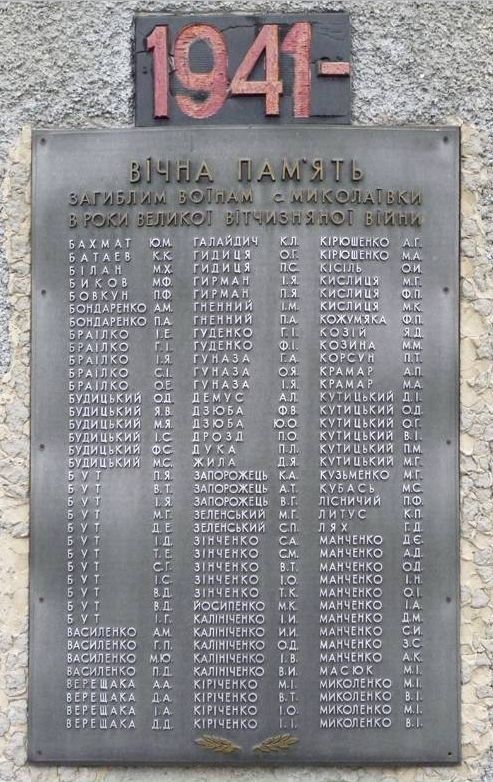 1941-
ВІЧНА ПАМ'ЯТЬ
ЗАГИБЛИМ ВОЇНАМ с. МИКОЛАЇВКИ
В РОКИ ВЕЛИКОЇ ВІТЧИЗНЯНОЇ ВІЙНИ
БАХМАТ Ю.М.
БАТАЕВ К.К.
БІЛАН М.Х.
БИКОВ М.Ф.
БОВКУН П.Ф.
БОНДАРЕНКО А.М.
БОНДАРЕНКО П.А.
БРАІЛКО І.Е.
БРАІЛКО Г.І.
БРАІЛКО І.Я.
БРАІЛКО С.І.
БРАІЛКО О.Е.
БУДИЦЬКИЙ О.Д.
БУДИЦЬКИЙ Я.В.
БУДИЦЬКИЙ М.Я.
БУДИЦЬКИЙ І.С.
БУДИЦЬКИЙ Ф.С.
БУДИЦЬКИЙ М.С.
БУТ П.Я.
БУТ В.Т.
БУТ І.Я.
БУТ М.Г.
БУТ Д.Е.
БУТ І.Д.
БУТ Т.Е.
БУТ С.Г.
БУТ І.С.
БУТ В.Д.
БУТ В.Д.
БУТ І.Г.
ВАСИЛЕНКО А.М.
ВАСИЛЕНКО Г.П.
ВАСИЛЕНКО М.Ю.
ВАСИЛЕНКО П.Д.
ВЕРЕЩАКА А.А.
ВЕРЕЩАКА Д.А.
ВЕРЕЩАКА І.А.
ВЕРЕЩАКА Д.Д.
ГАЛАЙДИЧ К.Л.
ГИДИЦЯ О.Г.
ГИДИЦЯ П.С.
ГИРМАН І.Я.
ГИРМАН П.Я.
ГНЕННИЙ І.М.
ГНЕННИЙ П.А.
ГУДЕНКО Г.І.
ГУДЕНКО Ф.І.
ГУНАЗА Г.А.
ГУНАЗА О.Я.
ГУНАЗА І.Я.
ДЕМУС А.Л.
ДЗЮБА Ф.В.
ДЗЮБА Ю.О.
ДРОЗД П.О.
ДУКА П.Л.
ЖИЛА Д.Я.
ЗАПОРОЖЕЦЬ К.А.
ЗАПОРОЖЕЦЬ А.Т.
ЗАПОРОЖЕЦЬ В.Г.
ЗЕЛЕНСЬКИЙ М.Г.
ЗЕЛЕНСЬКИЙ С.П.
ЗІНЧЕНКО С.А.
ЗІНЧЕНКО С.М.
ЗІНЧЕНКО В.Т.
ЗІНЧЕНКО І.О.
ЗІНЧЕНКО Т.К.
ЙОСИПЕНКО М.К.
КАЛІНІЧЕНКО І.И.
КАЛІНІЧЕНКО И.И.
КАЛІНІЧЕНКО О.Д.
КАЛІНІЧЕНКО І.В.
КАЛІНІЧЕНКО В.И.
КІРІЧЕНКО М.І.
КІРІЧЕНКО В.Т.
КІРІЧЕНКО І.О.
КІРІЧЕНКО І.І.
КІРЮШЕНКО А.Г.
КІРЮШЕНКО М.А.
КІСІЛЬ О.И.
КИСЛИЦЯ М.Г.
КИСЛИЦЯ Ф.П.
КИСЛИЦЯ М.К.
КОЖУМЯКА Ф.П.
КОЗІЙ Я.Д.
КОЗИНА М.М.
КОРСУН П.Т.
КРАМАР А.П.
КРАМАР М.А.
КУТИЦЬКИЙ Д.І.
КУТИЦЬКИЙ О.Д.
КУТИЦЬКИЙ О.Г.
КУТИЦЬКИЙ В.І.
КУТИЦЬКИЙ П.М.
КУТИЦЬКИЙ М.Г.
КУЗЬМЕНКО М.Г.
КУБАСЬ М.С.
ЛІСНИЧИЙ П.Ф.
ЛИТУС К.П.
ЛЯХ Г.Д.
МАНЧЕНКО Д.Є.
МАНЧЕНКО А.Д.
МАНЧЕНКО О.Д.
МАНЧЕНКО І.Н.
МАНЧЕНКО О.І.
МАНЧЕНКО І.А.
МАНЧЕНКО Д.М.
МАНЧЕНКО С.И.
МАНЧЕНКО З.С.
МАНЧЕНКО А.К.
МАСЮК М.І.
МИКОЛЕНКО М.І.
МИКОЛЕНКО В.І.
МИКОЛЕНКО М.І.
МИКОЛЕНКО В.І.